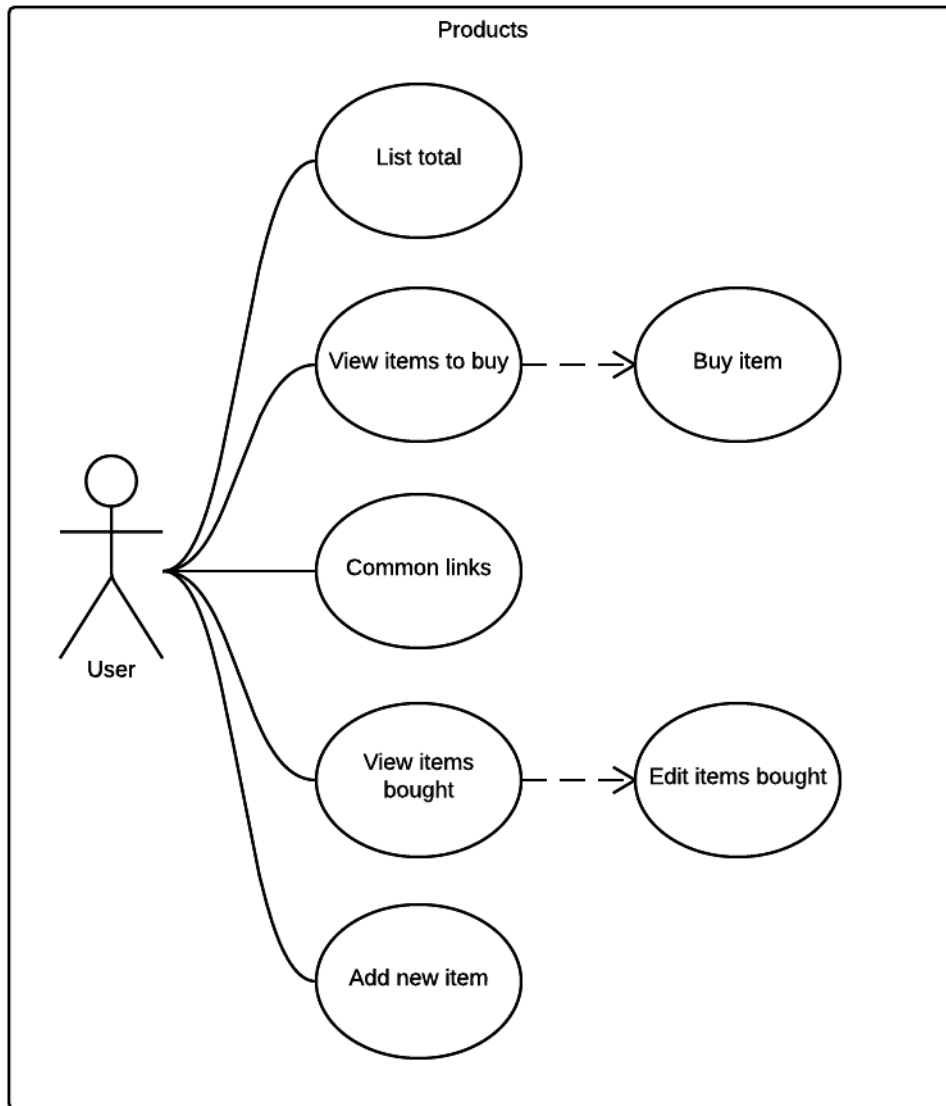 Products
List total
View items to buy
Buy item
Common links
User
View items
bought
Edit items bought
Add new item